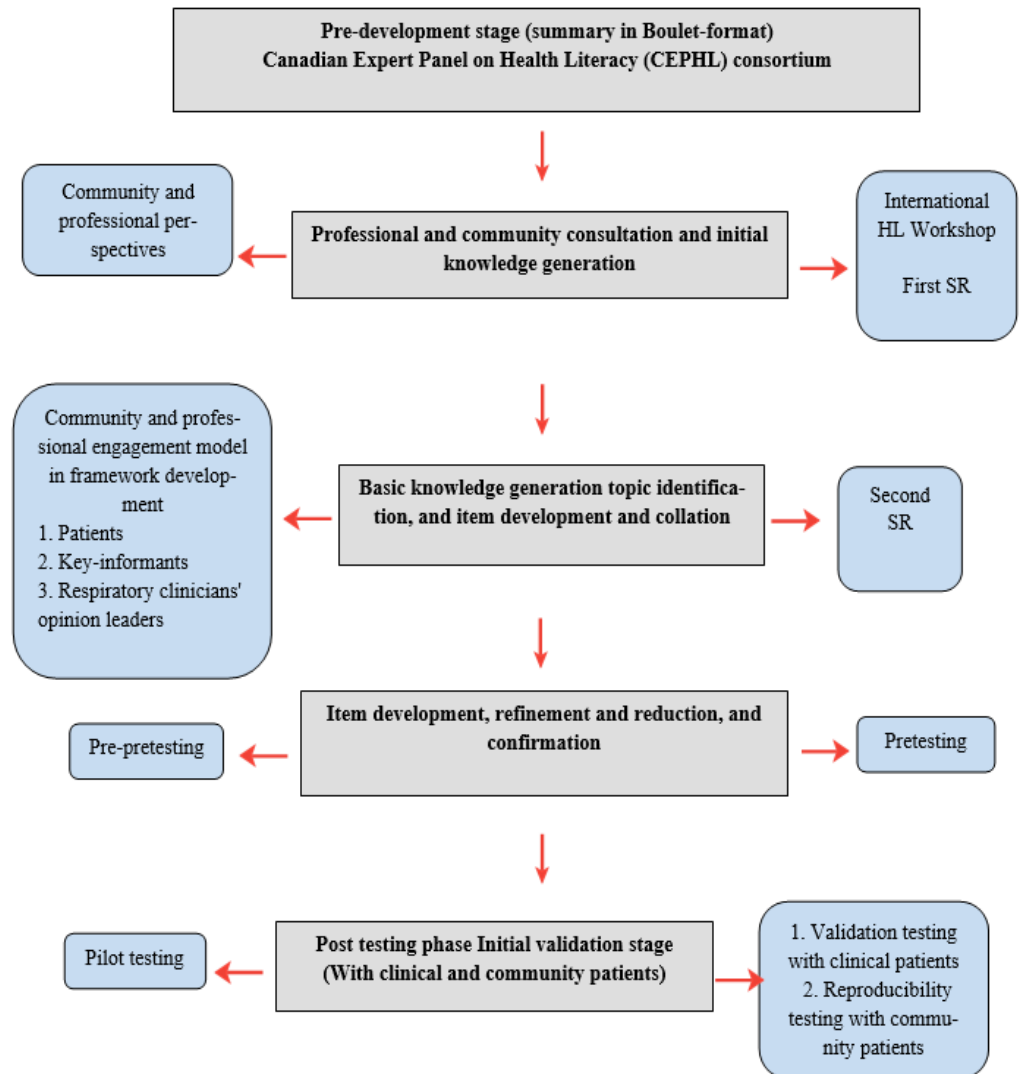 Pre-development stage (summary in Boulet-format)
Canadian Expert Panel on Health Literacy (CEPHL) consortium
Community and
professional per-
spectives
Professional and community consultation and initial
knowledge generation
International
HL Workshop
First SR
Community and profes-
sional engagement model
in framework develop-
ment
1. Patients
2. Key-informants
3. Respiratory clinicians'
opinion leaders
Basic knowledge generation topic identifica-
tion, and item development and collation
Second
SR
Pre-pretesting
Item development, refinement and reduction, and
confirmation
Pretesting
Pilot testing
Post testing phase Initial validation stage
(With clinical and community patients)
1. Validation testing
with clinical patients
2. Reproducibility
testing with commu-
nity patients